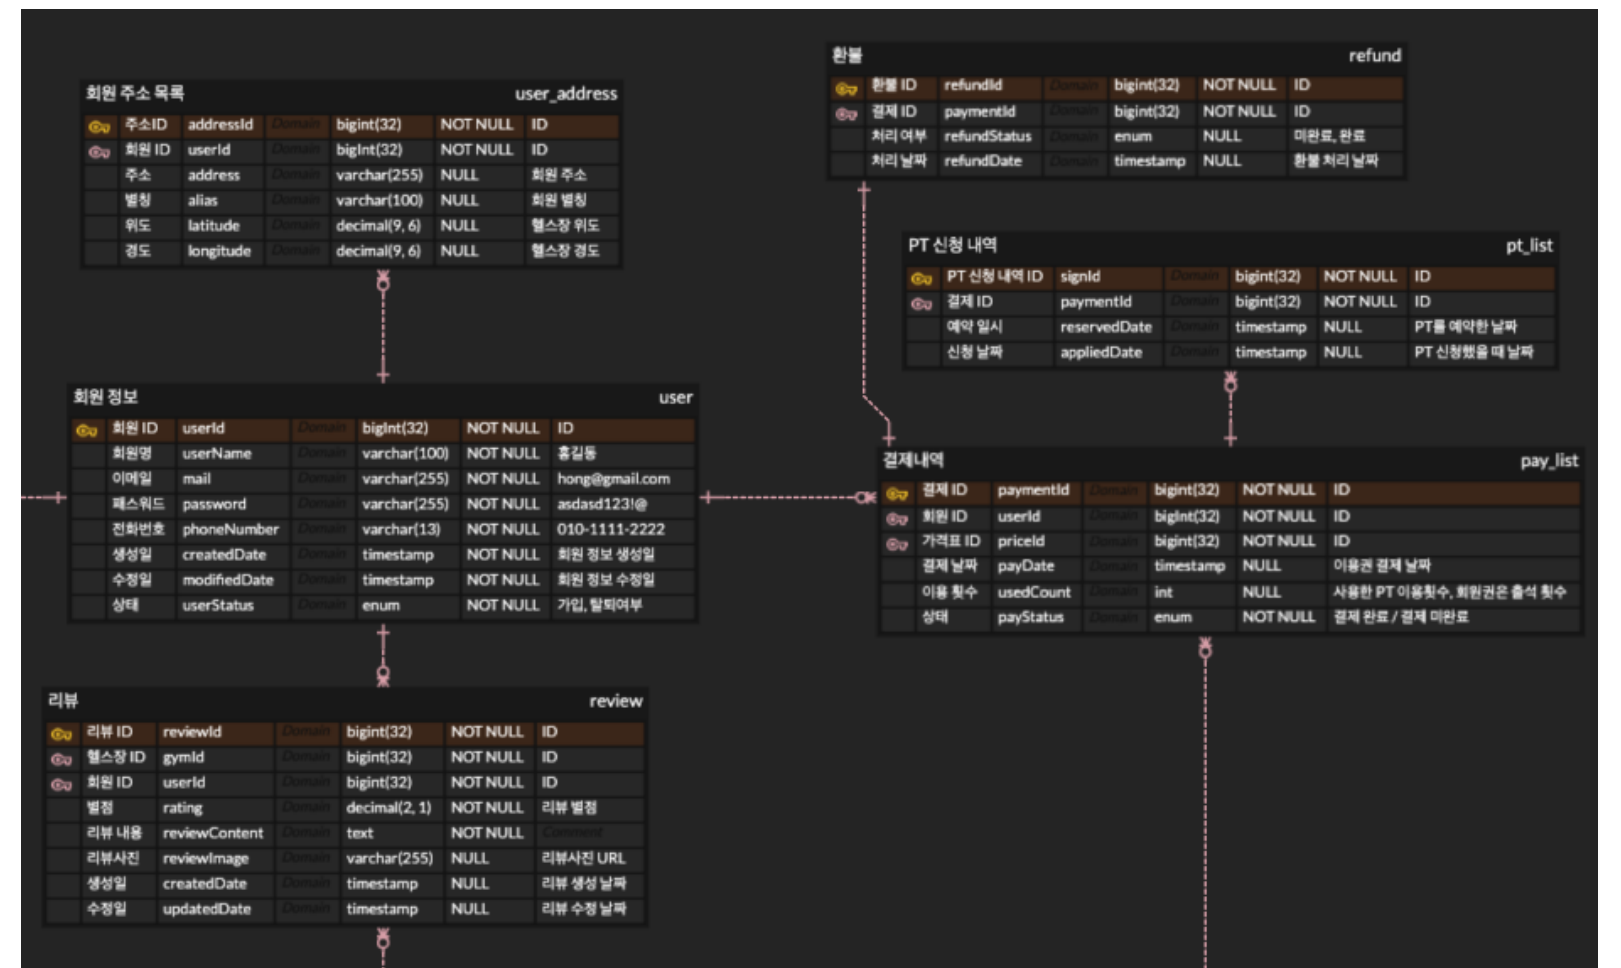 회원 주소 목록 user_address
주소ID addressId Domain bigint(32) NOT NULL ID
회원 ID userId Domain bigInt(32) NOT NULL ID
주소 address Domain varchar(255) NULL 회원 주소
별칭 alias Domain varchar(100) NULL 회원 별칭
위도 latitude Domain decimal(9, 6) NULL 헬스장 위도
경도 longitude Domain decimal(9, 6) NULL 헬스장 경도
환불 refund
환불 ID refundId Domain bigint(32) NOT NULL ID
결제 ID paymentId Domain bigint(32) NOT NULL ID
처리 여부 refundStatus Domain enum NULL 미완료, 완료
처리 날짜 refundDate Domain timestamp NULL 환불 처리 날짜
PT 신청 내역 pt_list
PT 신청 내역 ID signId Domain bigint(32) NOT NULL ID
결제 ID paymentId Domain bigint(32) NOT NULL ID
예약 일시 reservedDate Domain timestamp NULL PT를 예약한 날짜
신청 날짜 appliedDate Domain timestamp NULL PT 신청했을 때 날짜
회원 정보 user
회원 ID userId Domain bigInt(32) NOT NULL ID
회원명 userName Domain varchar(100) NOT NULL 홍길동
이메일 mail Domain varchar(255) NOT NULL hong@gmail.com
패스워드 password Domain varchar(255) NOT NULL asdasd123!@
전화번호 phoneNumber Domain varchar(13) NOT NULL 010-1111-2222
생성일 createdDate Domain timestamp NOT NULL 회원 정보 생성일
수정일 modifiedDate Domain timestamp NOT NULL 회원 정보 수정일
상태 userStatus Domain enum NOT NULL 가입, 탈퇴여부
결제내역 pay_list
결제 ID paymentId Domain bigint(32) NOT NULL ID
회원 ID userId Domain bigInt(32) NOT NULL ID
가격표 ID priceId Domain bigint(32) NOT NULL ID
결제 날짜 payDate Domain timestamp NULL 이용권 결제 날짜
이용 횟수 usedCount Domain int NULL 사용한 PT 이용횟수, 회원권은 출석 횟수
상태 payStatus Domain enum NOT NULL 결제 완료 / 결제 미완료
리뷰 review
리뷰 ID reviewId Domain bigint(32) NOT NULL ID
헬스장 ID gymId Domain bigint(32) NOT NULL ID
회원 ID userId Domain bigint(32) NOT NULL ID
별점 rating Domain decimal(2, 1) NOT NULL 리뷰 별점
리뷰 내용 reviewContent Domain text NOT NULL Comment
리뷰사진 reviewImage Domain varchar(255) NULL 리뷰사진 URL
생성일 createdDate Domain timestamp NULL 리뷰 생성 날짜
수정일 updatedDate Domain timestamp NULL 리뷰 수정 날짜